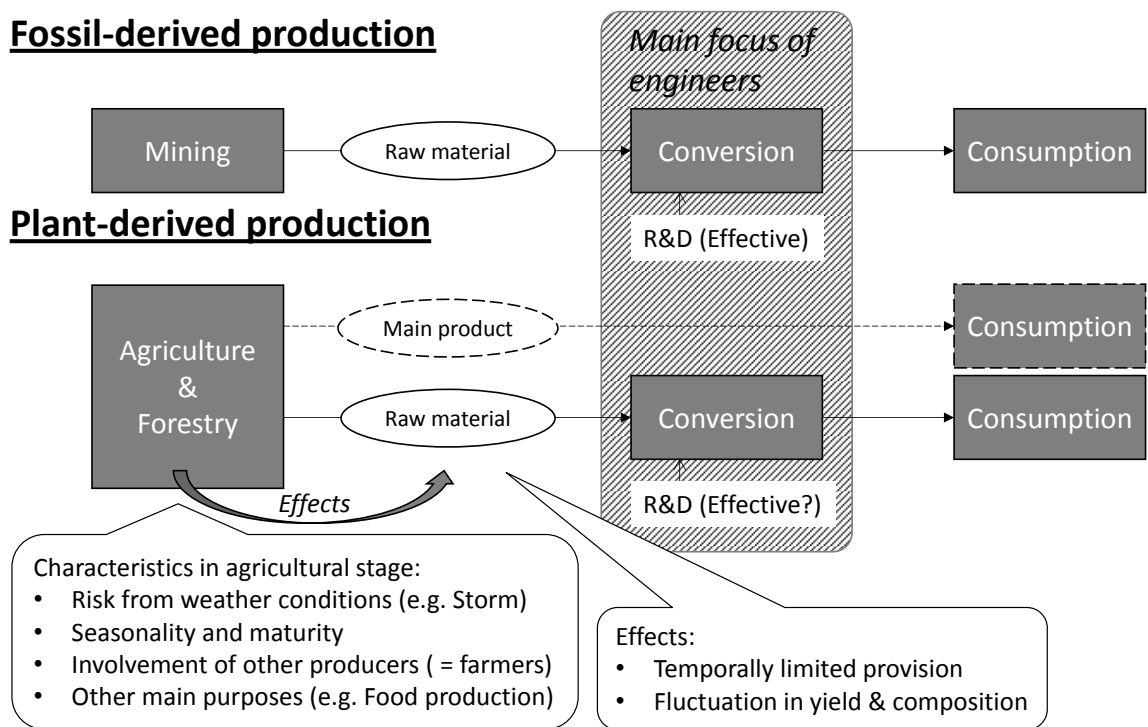 Fossil-derived production
Main focus of
engineers
Mining
Raw material
Conversion
Consumption
R&D (Effective)
Plant-derived production
Agriculture
&
Forestry
Main product
Consumption
Raw material
Conversion
Consumption
Effects
R&D (Effective?)
Characteristics in agricultural stage:
• Risk from weather conditions (e.g. Storm)
• Seasonality and maturity
• Involvement of other producers ( = farmers)
• Other main purposes (e.g. Food production)
Effects:
• Temporally limited provision
• Fluctuation in yield & composition